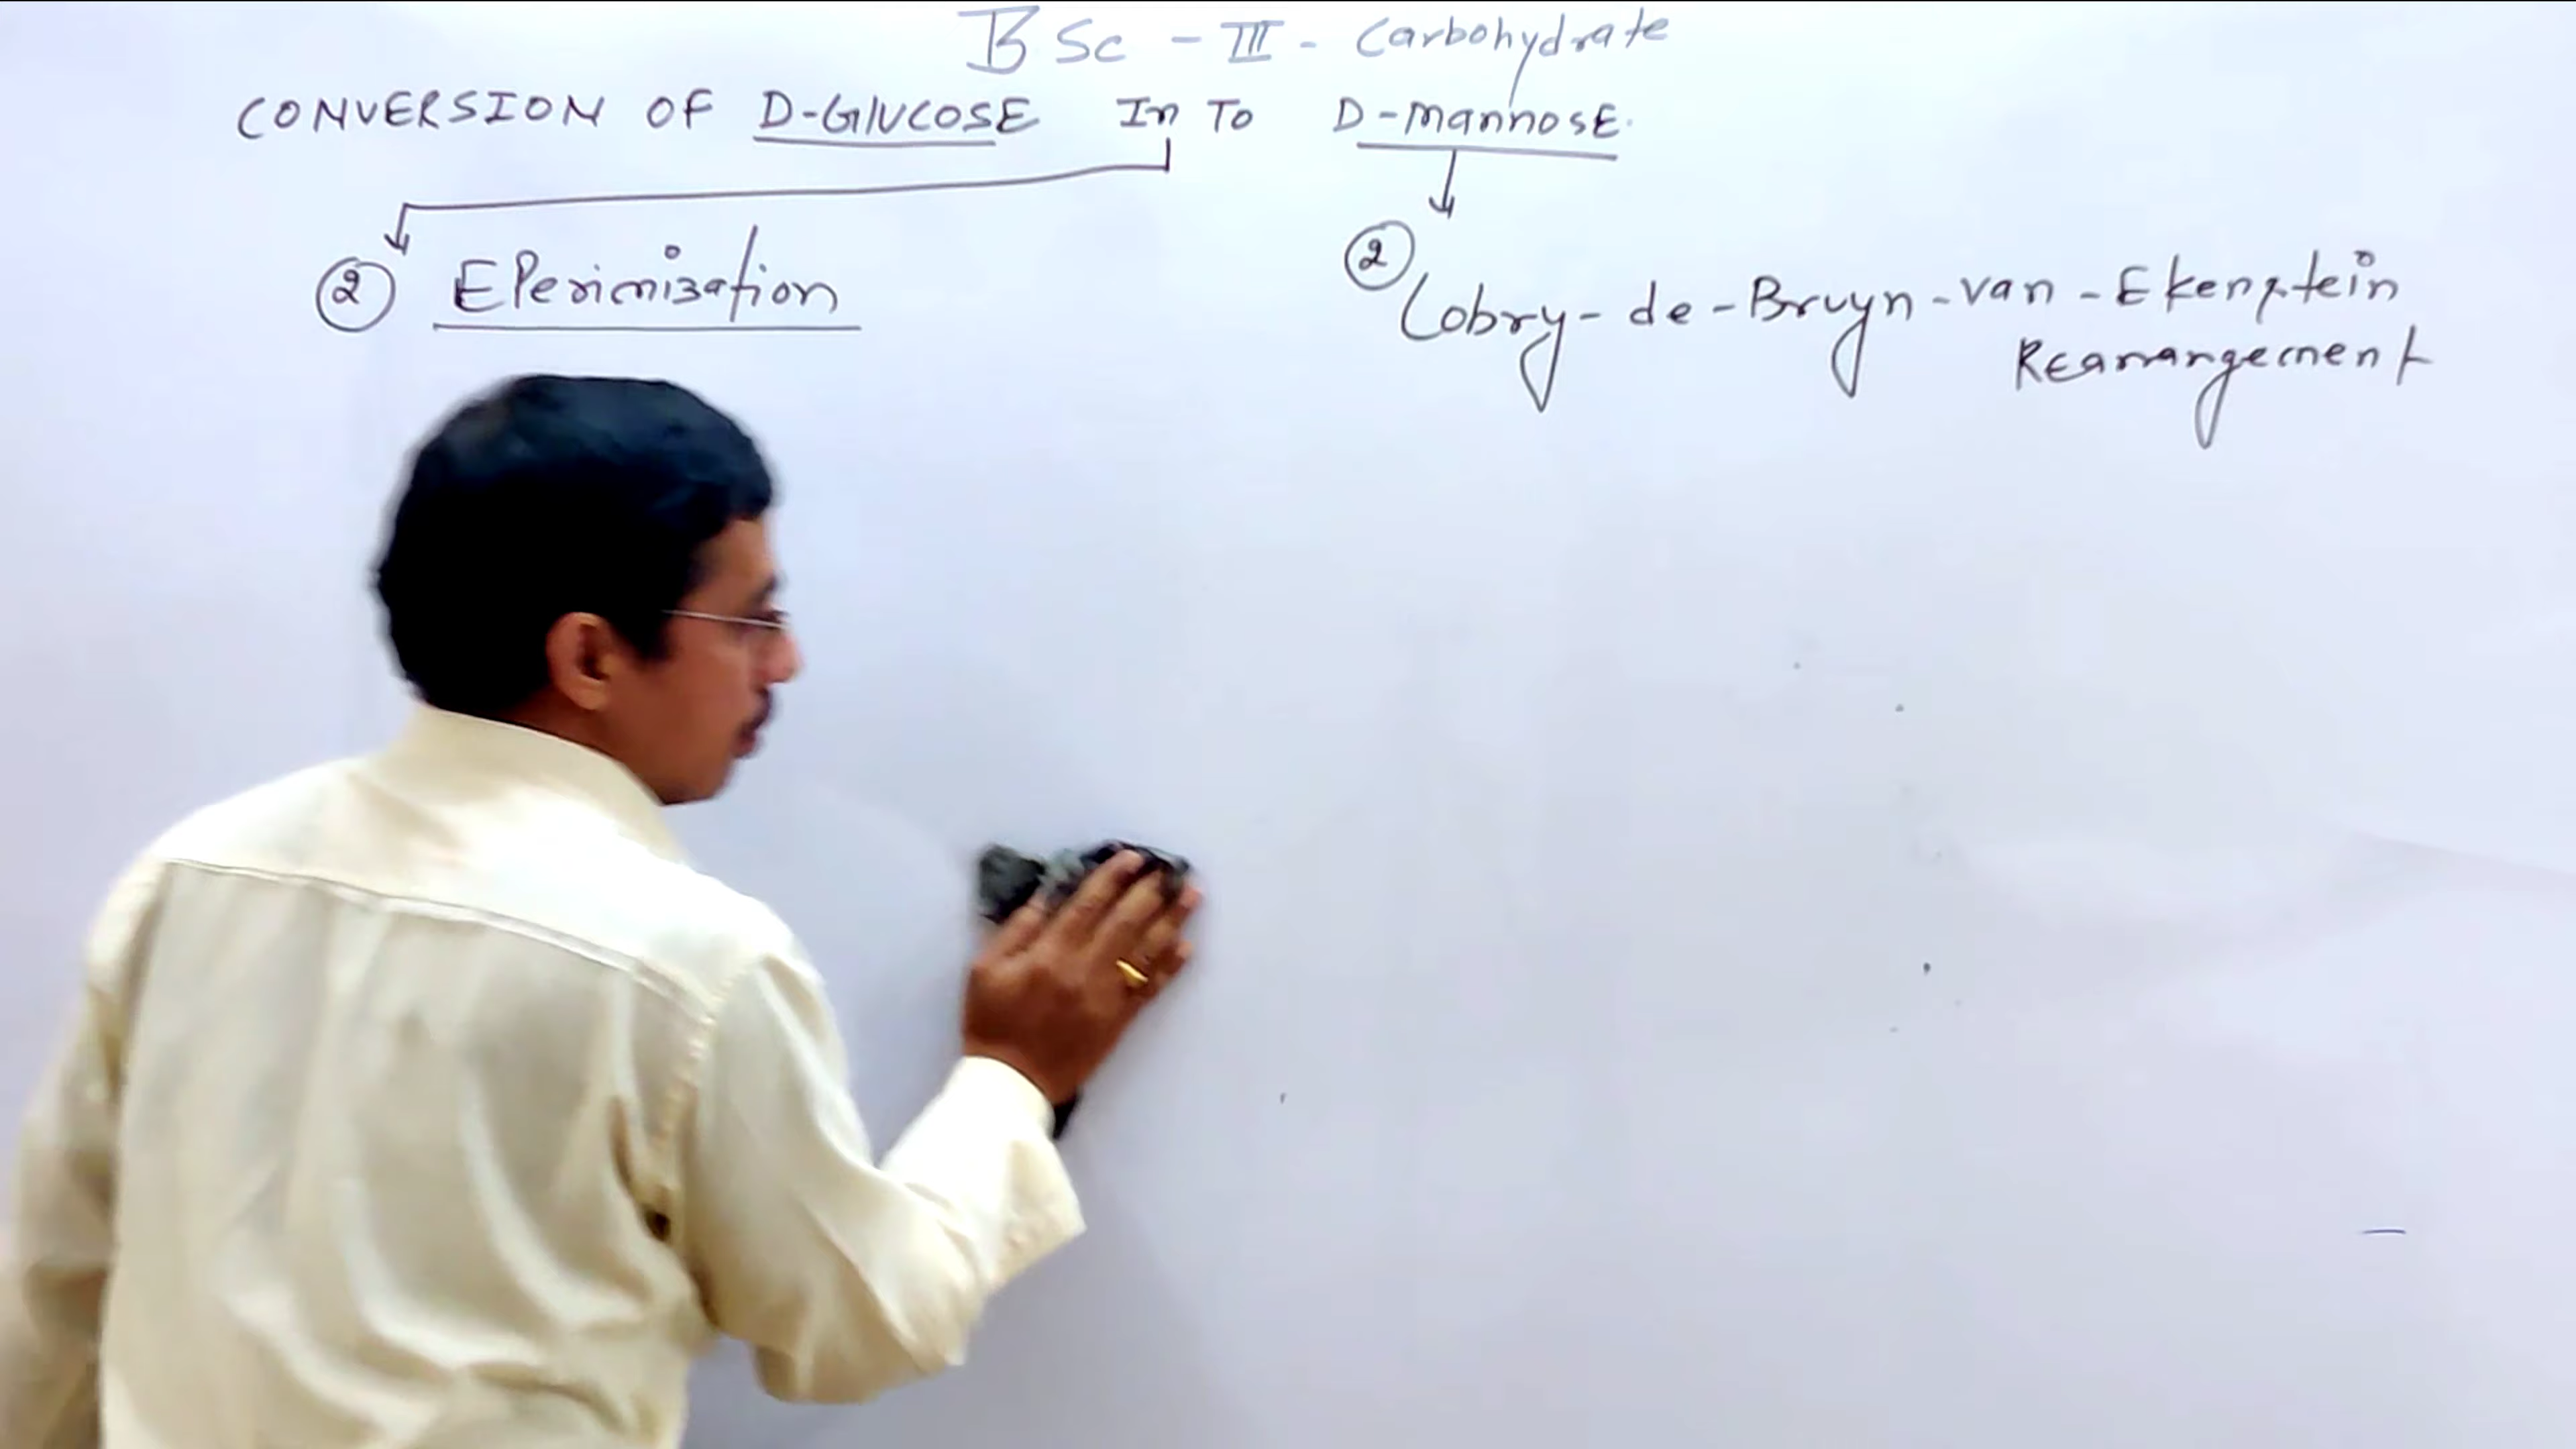 BSc - III - Carbohydrate
CONVERSION OF D-GlUCOSE In To D-mannosE.
② EPerimization
② Lobry-de-Bruyn-van-Ekenstein
REarrangement